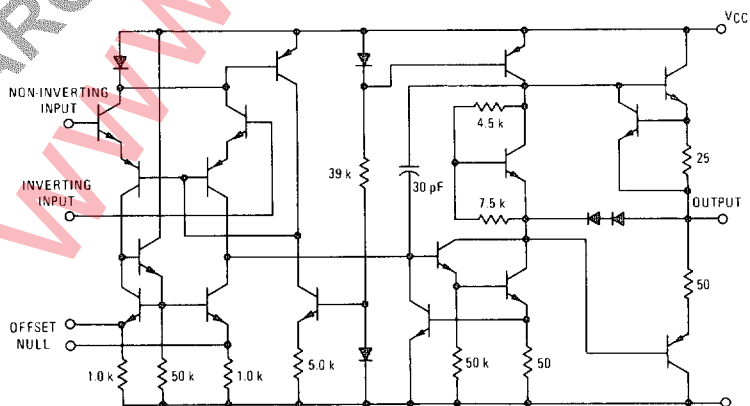 VCC
NON-INVERTING
INPUT
4.5 k
25
39 k
30 pF
INVERTING
INPUT
7.5 k
OUTPUT
50
OFFSET
NULL
1.0 k
50 k
1.0 k
5.0 k
50 k
50
WWW